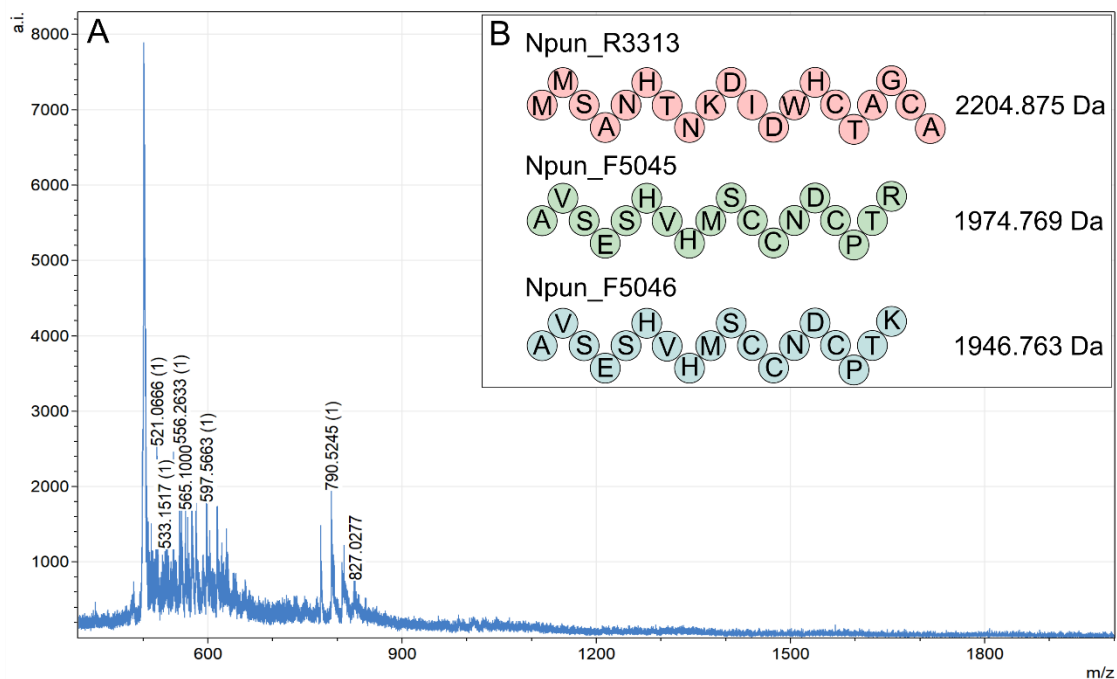 a.i.
A
8000
7000
6000
5000
4000
3000
2000
1000
521.0666 (1)
533.1517 (1)
556.2633 (1)
565.1000
597.5663 (1)
790.5245 (1)
827.0277
600 900 1200 1500 1800
m/z
B
Npun_R3313
M M S A N H T N K D I D W H C T A G C A 2204.875 Da
Npun_F5045
A V S E S H V H M S C C N D C P T R 1974.769 Da
Npun_F5046
A V S E S H V H M S C C N D C P T K 1946.763 Da